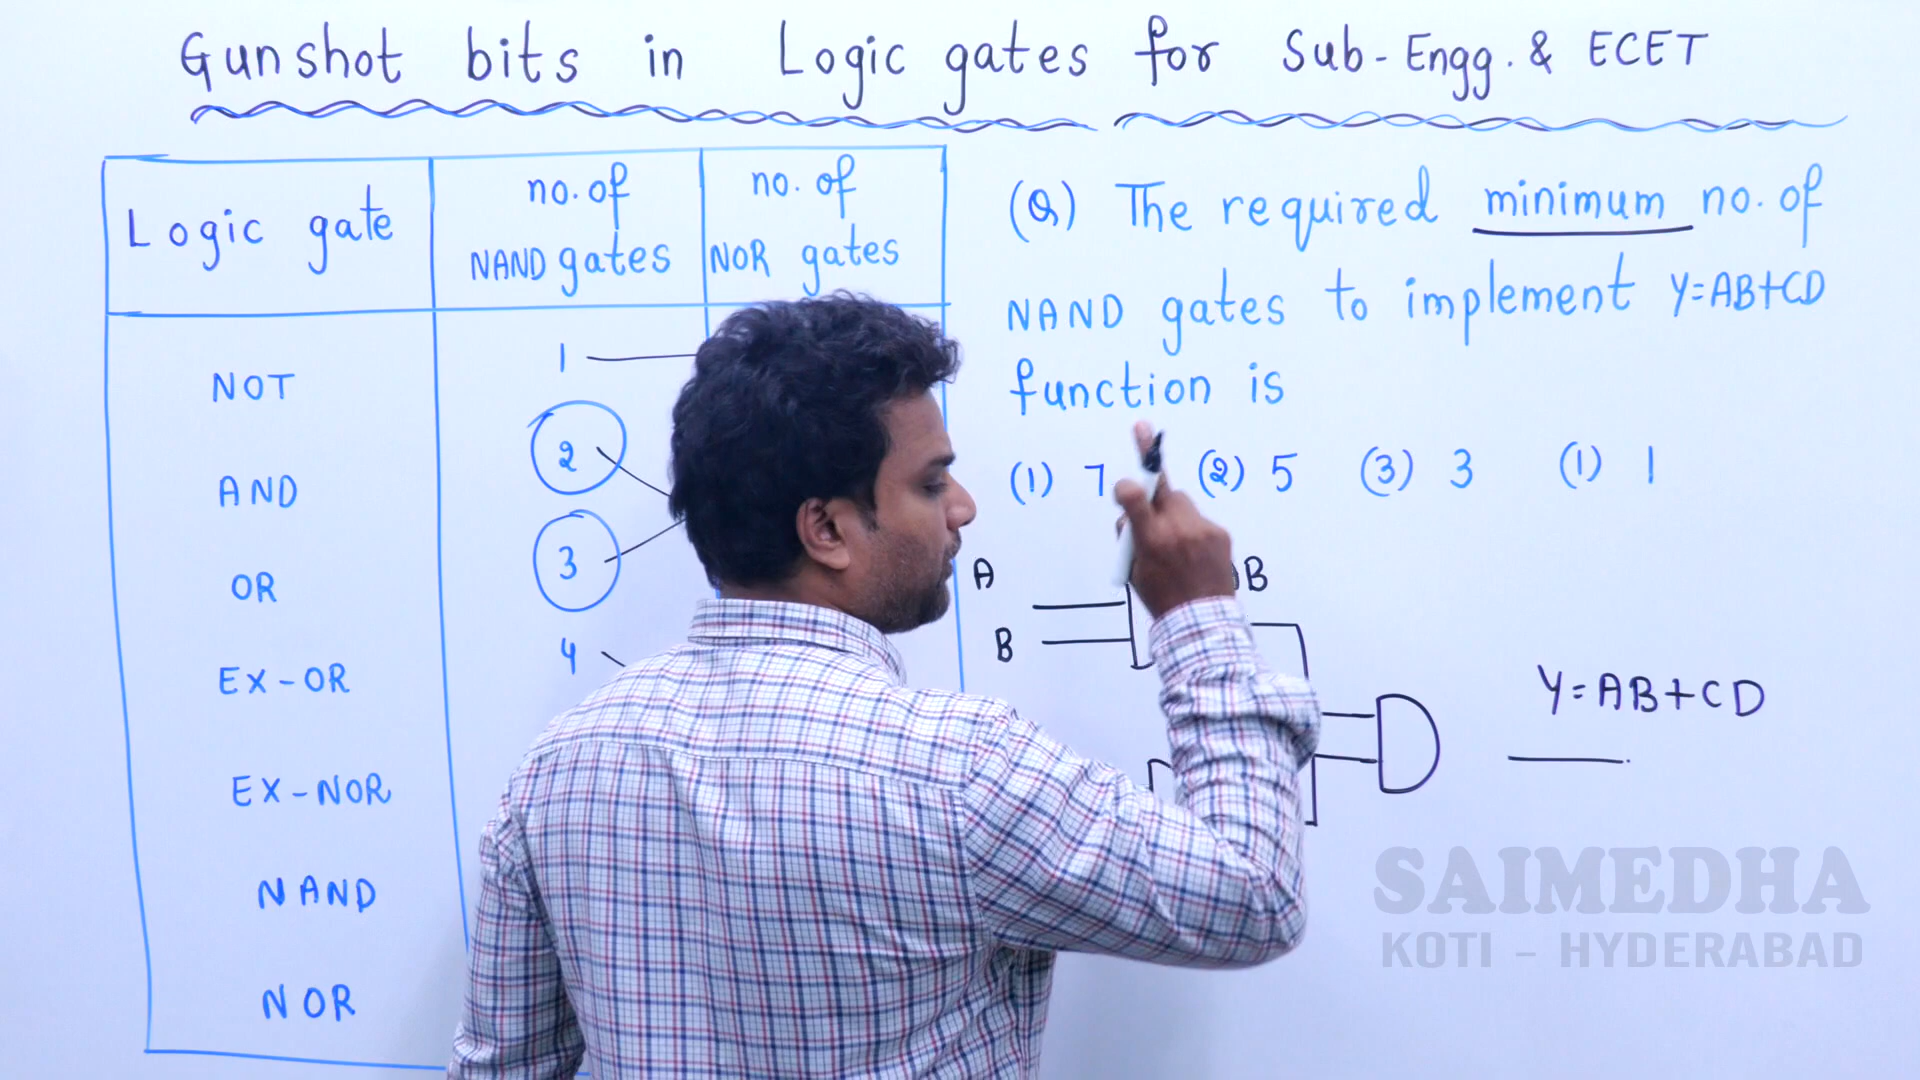 Gunshot bits in Logic gates for Sub-Engg. & ECET
Logic gate
no. of
NAND gates
no. of
NOR gates
NOT
1
AND
2
OR
3
EX-OR
4
EX-NOR
NAND
NOR
(Q) The required minimum no. of
NAND gates to implement Y=AB+CD
function is
(1) 7 (2) 5 (3) 3 (1) 1
A
B
B
Y=AB+CD
SAIMEDHA
KOTI - HYDERABAD